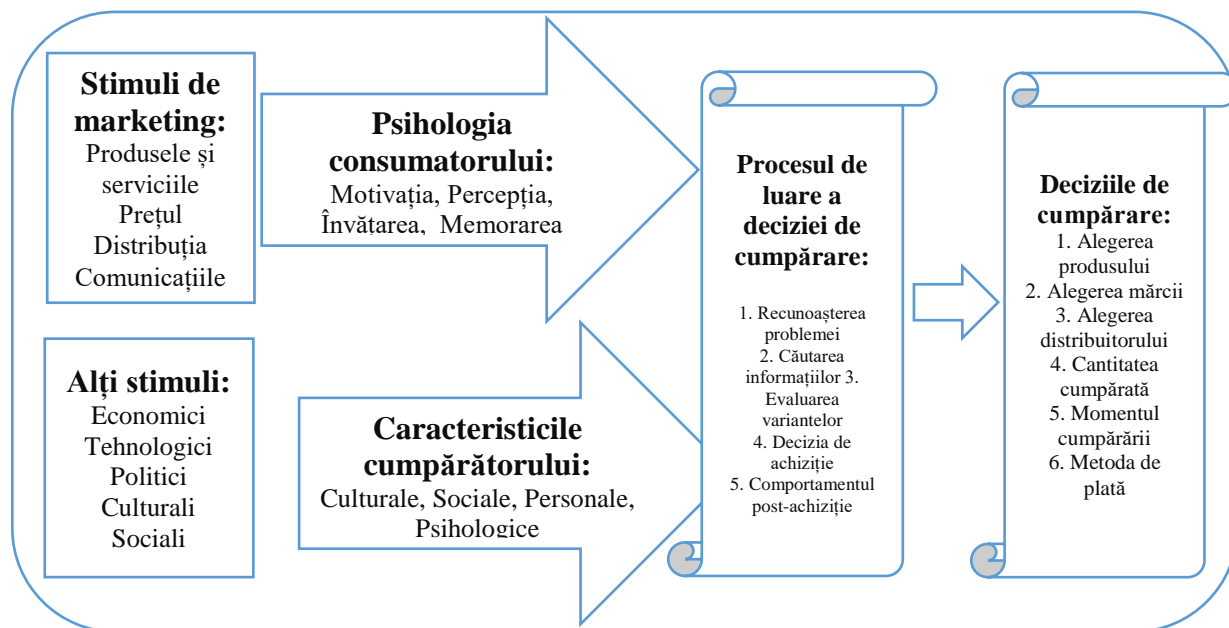 Stimuli de
marketing:
Produsele și
serviciile
Prețul
Distribuția
Comunicațiile
Alți stimuli:
Economici
Tehnologici
Politici
Culturali
Sociali
Psihologia
consumatorului:
Motivația, Percepția,
Învățarea, Memorarea
Caracteristicile
cumpărătorului:
Culturale, Sociale, Personale,
Psihologice
Procesul de
luare a
deciziei de
cumpărare:
1. Recunoașterea
problemei
2. Căutarea
informațiilor 3.
Evaluarea
variantelor
4. Decizia de
achiziție
5. Comportamentul
post-achiziție
Deciziile de
cumpărare:
1. Alegerea
produsului
2. Alegerea mărcii
3. Alegerea
distribuitorului
4. Cantitatea
cumpărată
5. Momentul
cumpărării
6. Metoda de
plată